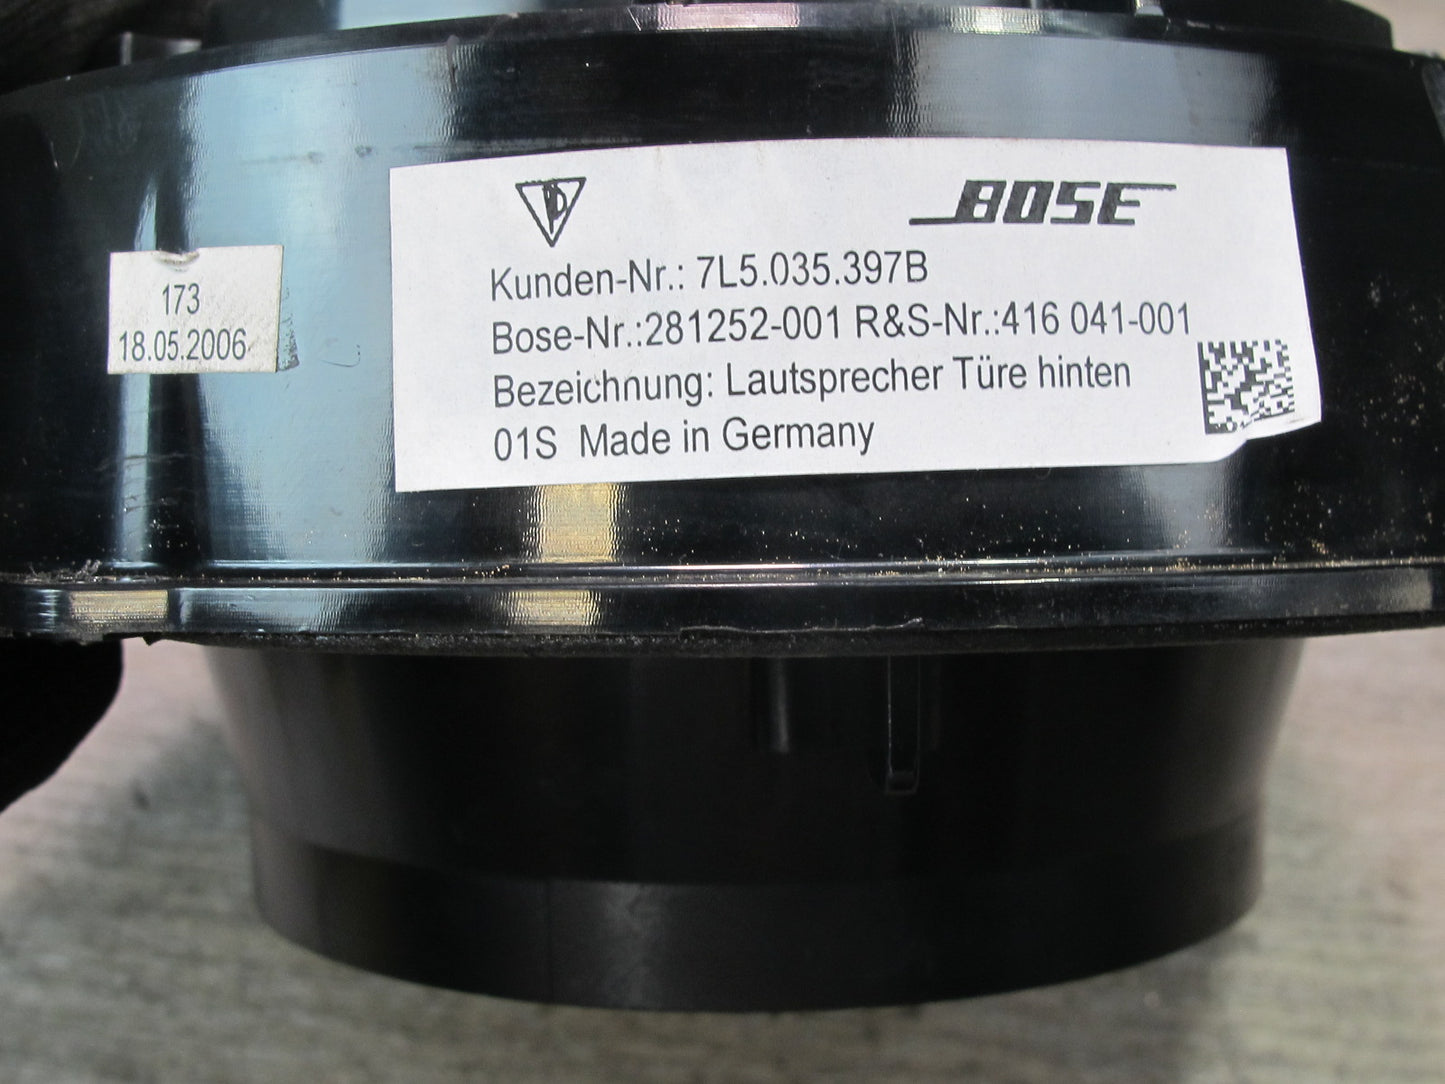 BOSE
Kunden-Nr.: 7L5.035.397B
Bose-Nr.:281252-001 R&S-Nr.:416 041-001
Bezeichnung: Lautsprecher Türe hinten
01S Made in Germany
173
18.05.2006